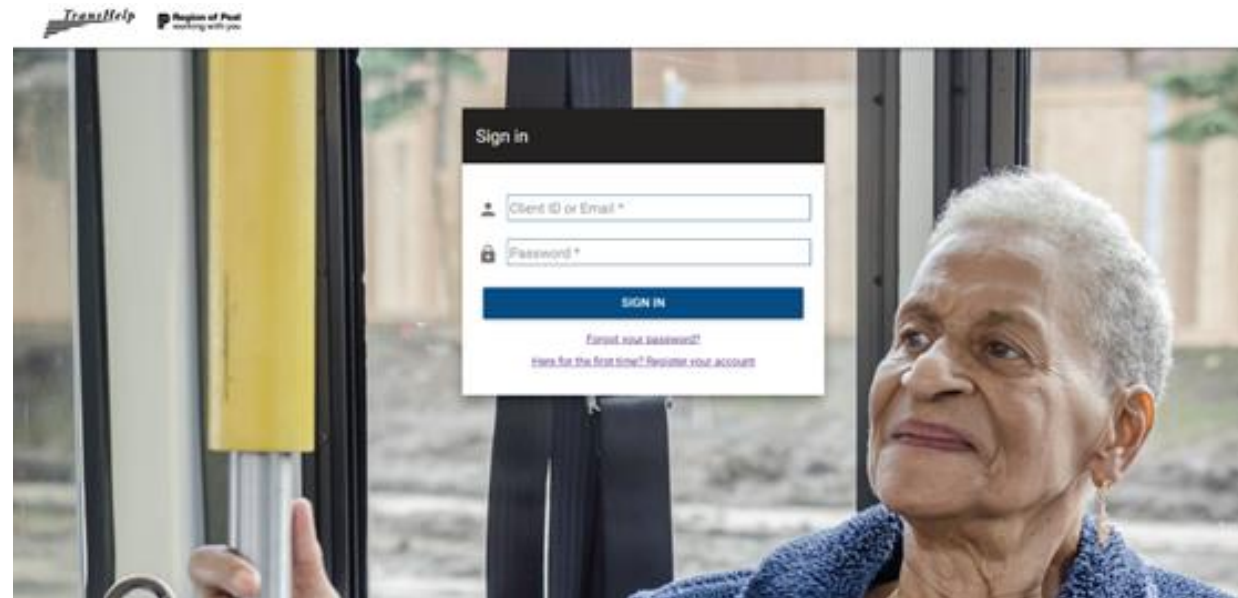 TransHelp
Region of Peel
working with you
Sign in
Client ID or Email *
Password *
SIGN IN
Forgot your password?
Here for the first time? Register your account